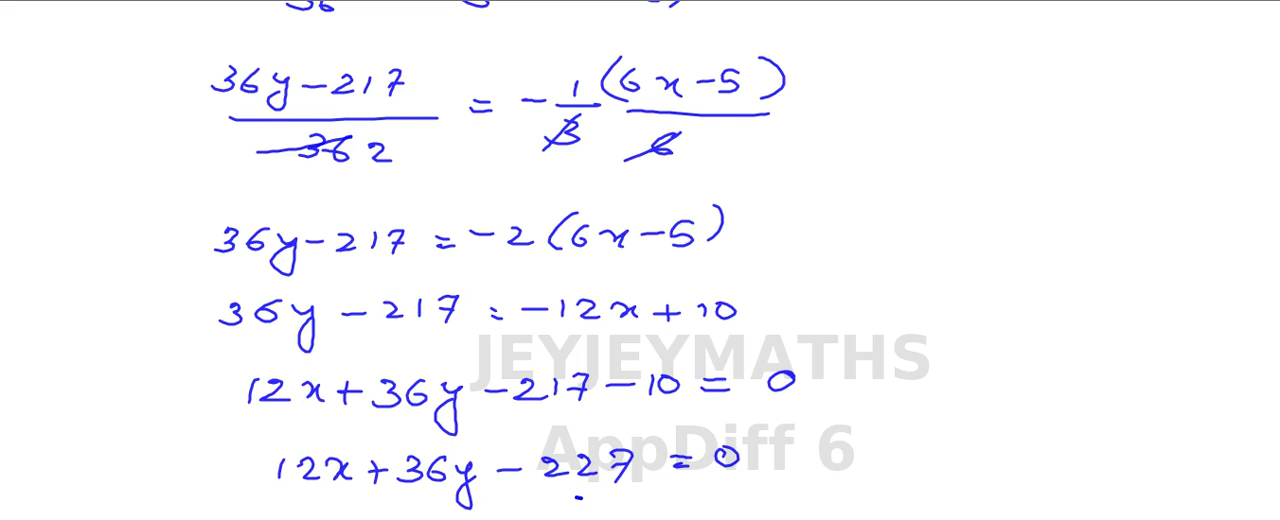 36y-217 / 36 2 = - 1/3 (6x-5) / 6
36y-217 = -2(6x-5)
36y-217 = -12x+10
JEYJEYMATHS
12x+36y-217-10 = 0
AppDiff 6
12x+36y-227 = 0